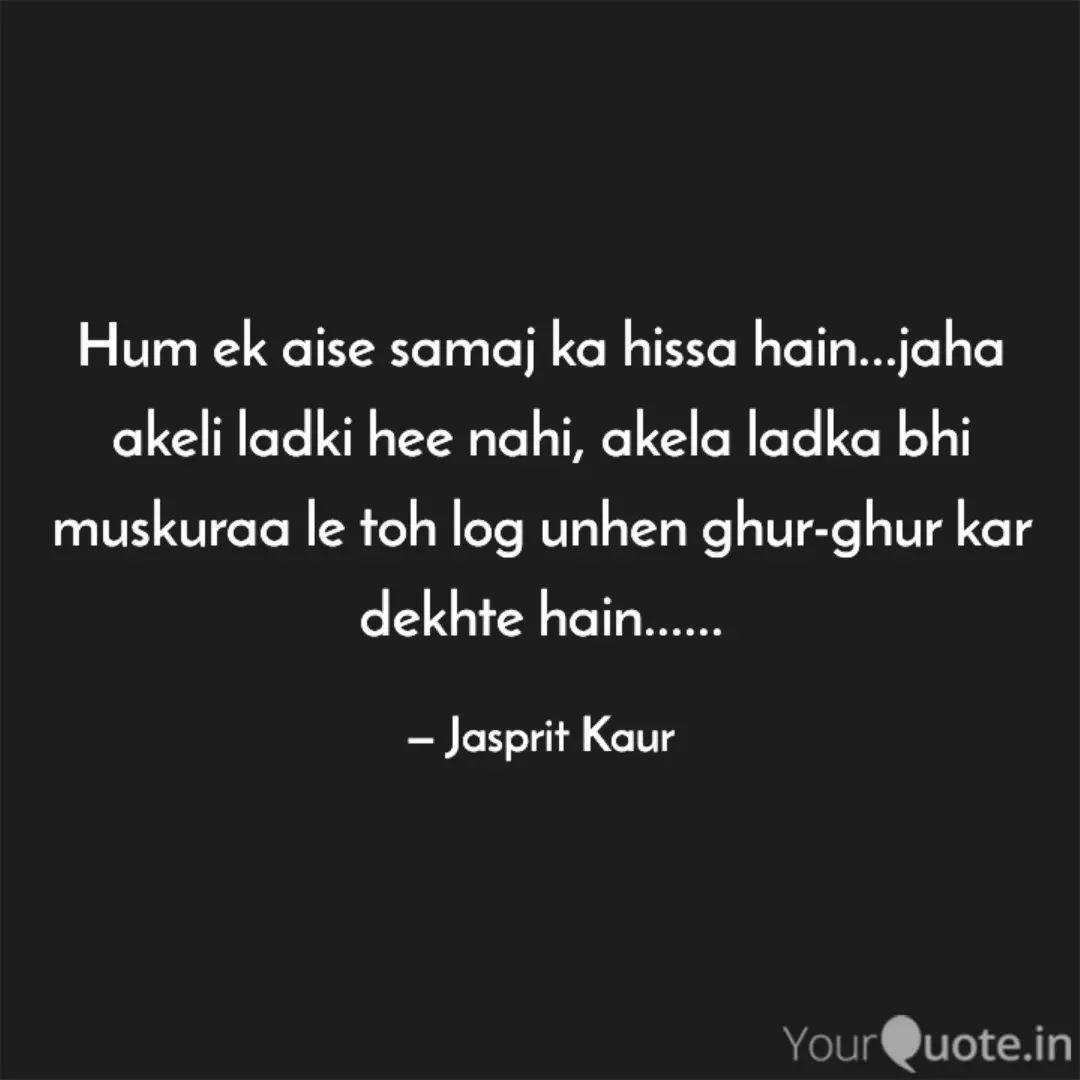 Hum ek aise samaj ka hissa hain...jaha
akeli ladki hee nahi, akela ladka bhi
muskuraa le toh log unhen ghur-ghur kar
dekhte hain......
– Jasprit Kaur
YourQuote.in